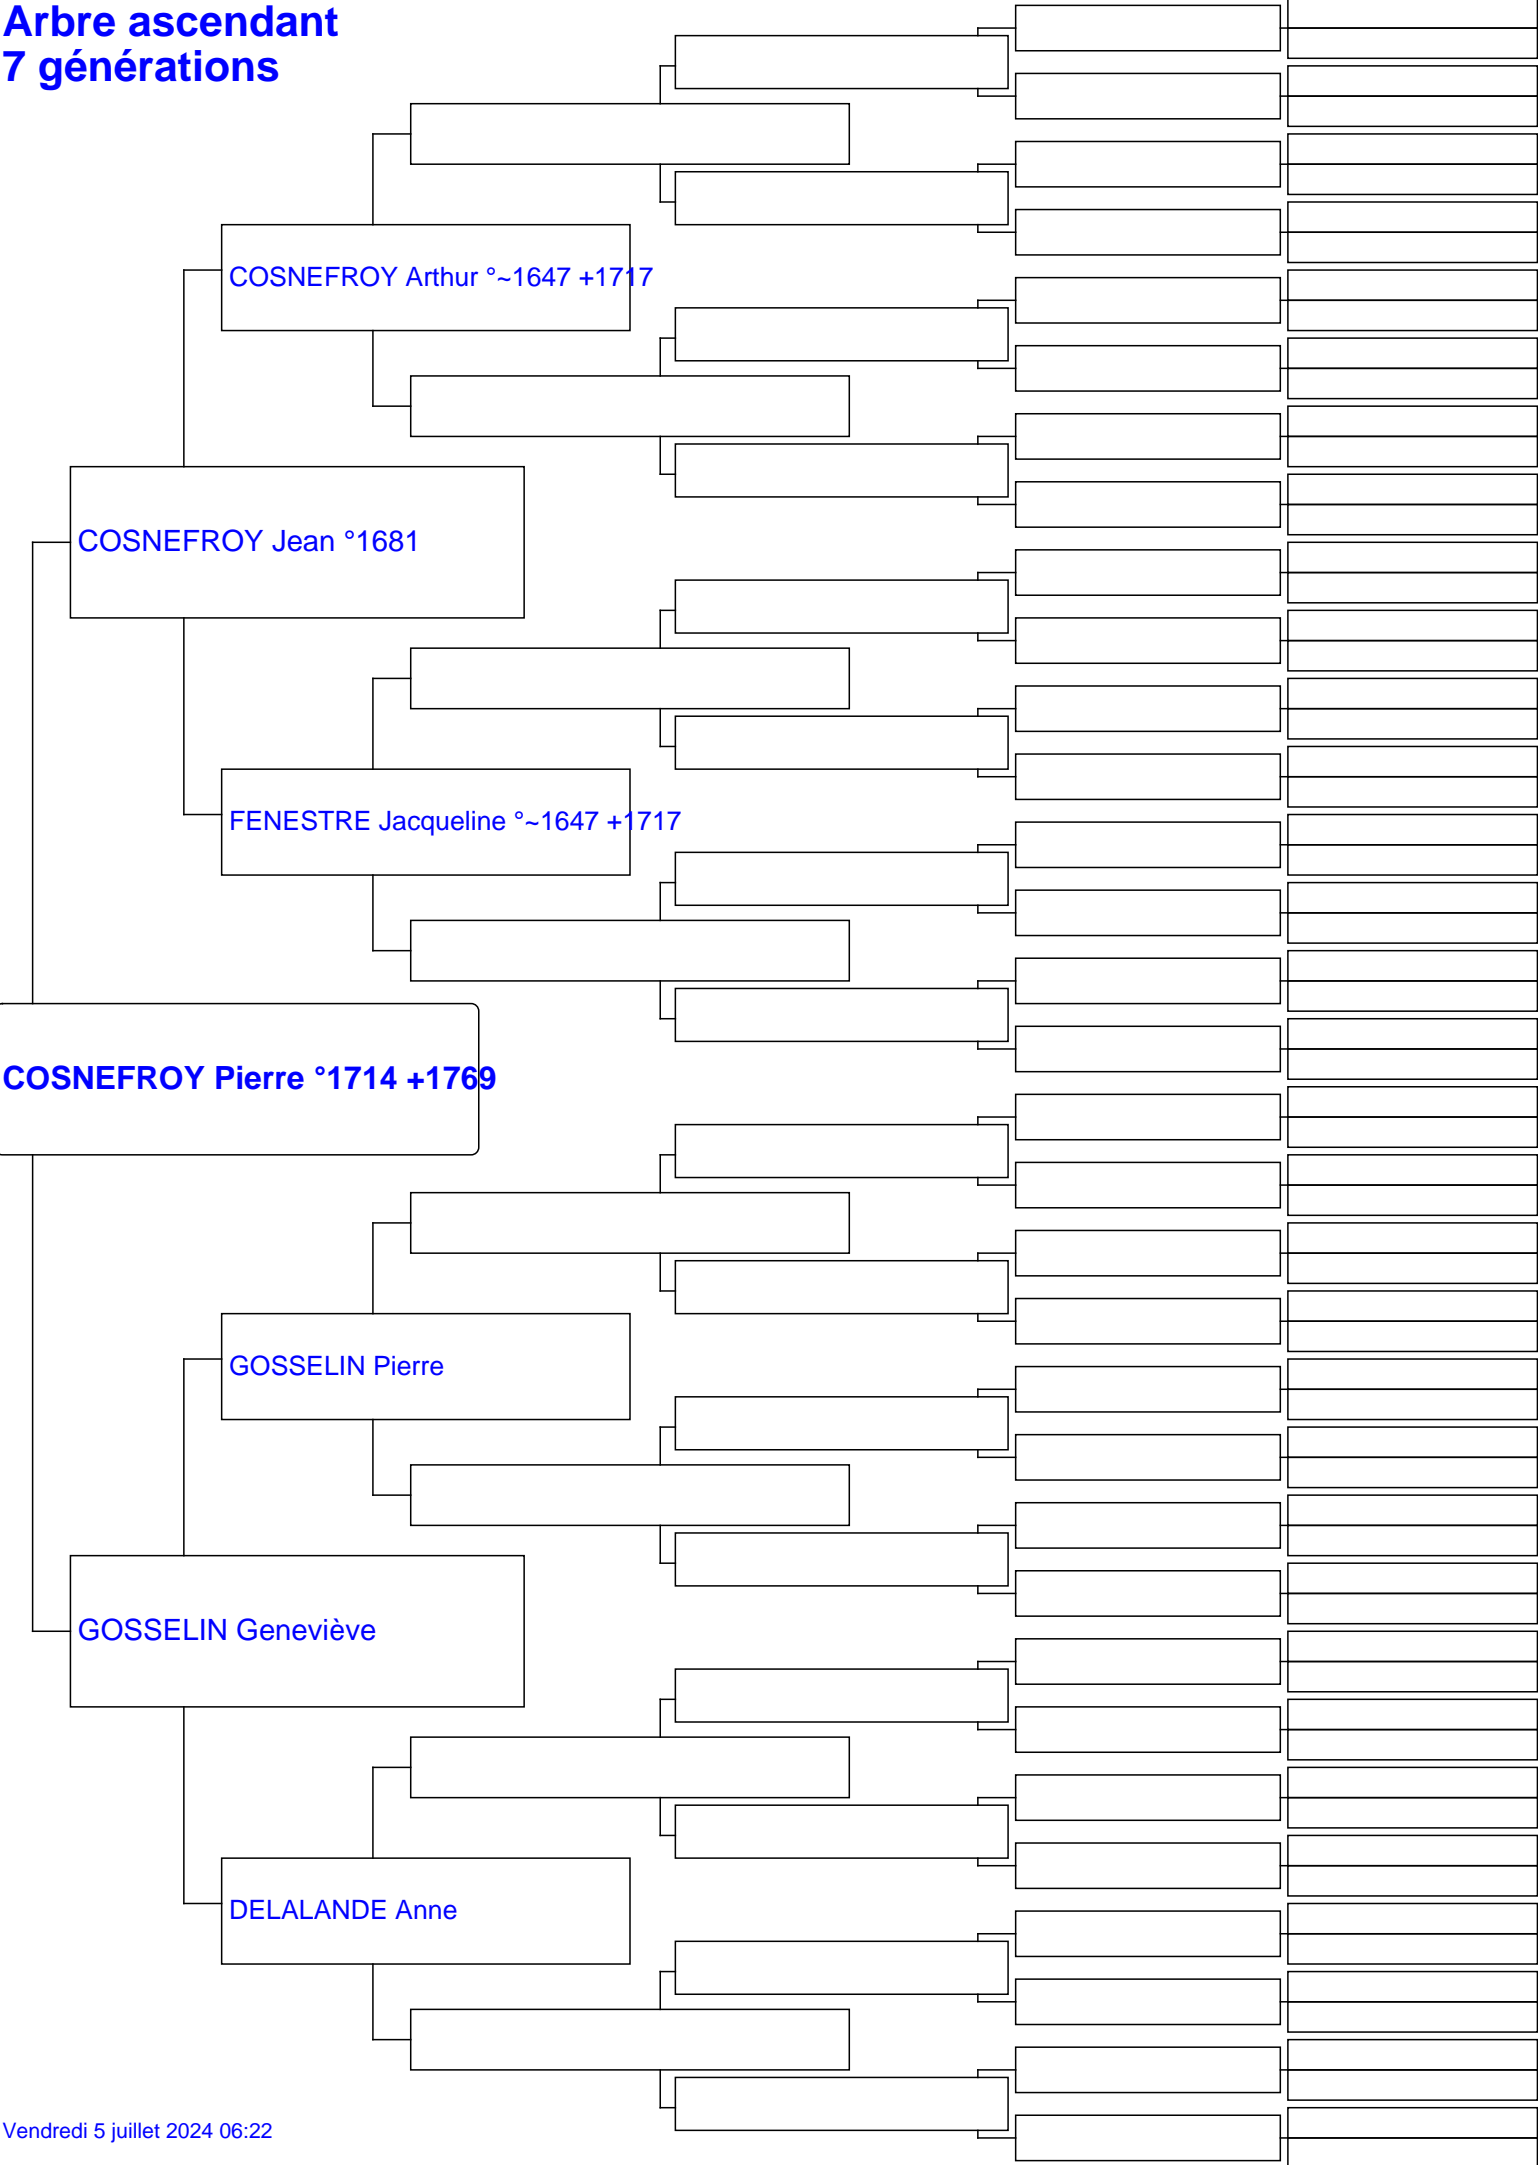 Arbre ascendant
7 générations
COSNEFROY Arthur °~1647 +1717
COSNEFROY Jean °1681
FENESTRE Jacqueline °~1647 +1717
COSNEFROY Pierre °1714 +1769
GOSSELIN Pierre
GOSSELIN Geneviève
DELALANDE Anne
Vendredi 5 juillet 2024 06:22